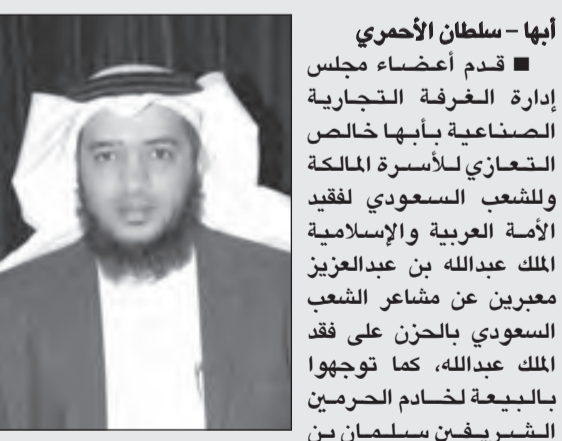 أبها – سلطان الأحمري
■ قدم أعضاء مجلس
إدارة الغرفة التجارية
الصناعية بأبها خالص
التعازي للأسرة المالكة
وللشعب السعودي لفقيد
الأمة العربية والإسلامية
الملك عبدالله بن عبدالعزيز
معبرين عن مشاعر الشعب
السعودي بالحزن على فقد
الملك عبدالله، كما توجهوا
بالبيعة لخادم الحرمين
الشريفين سلمان بن